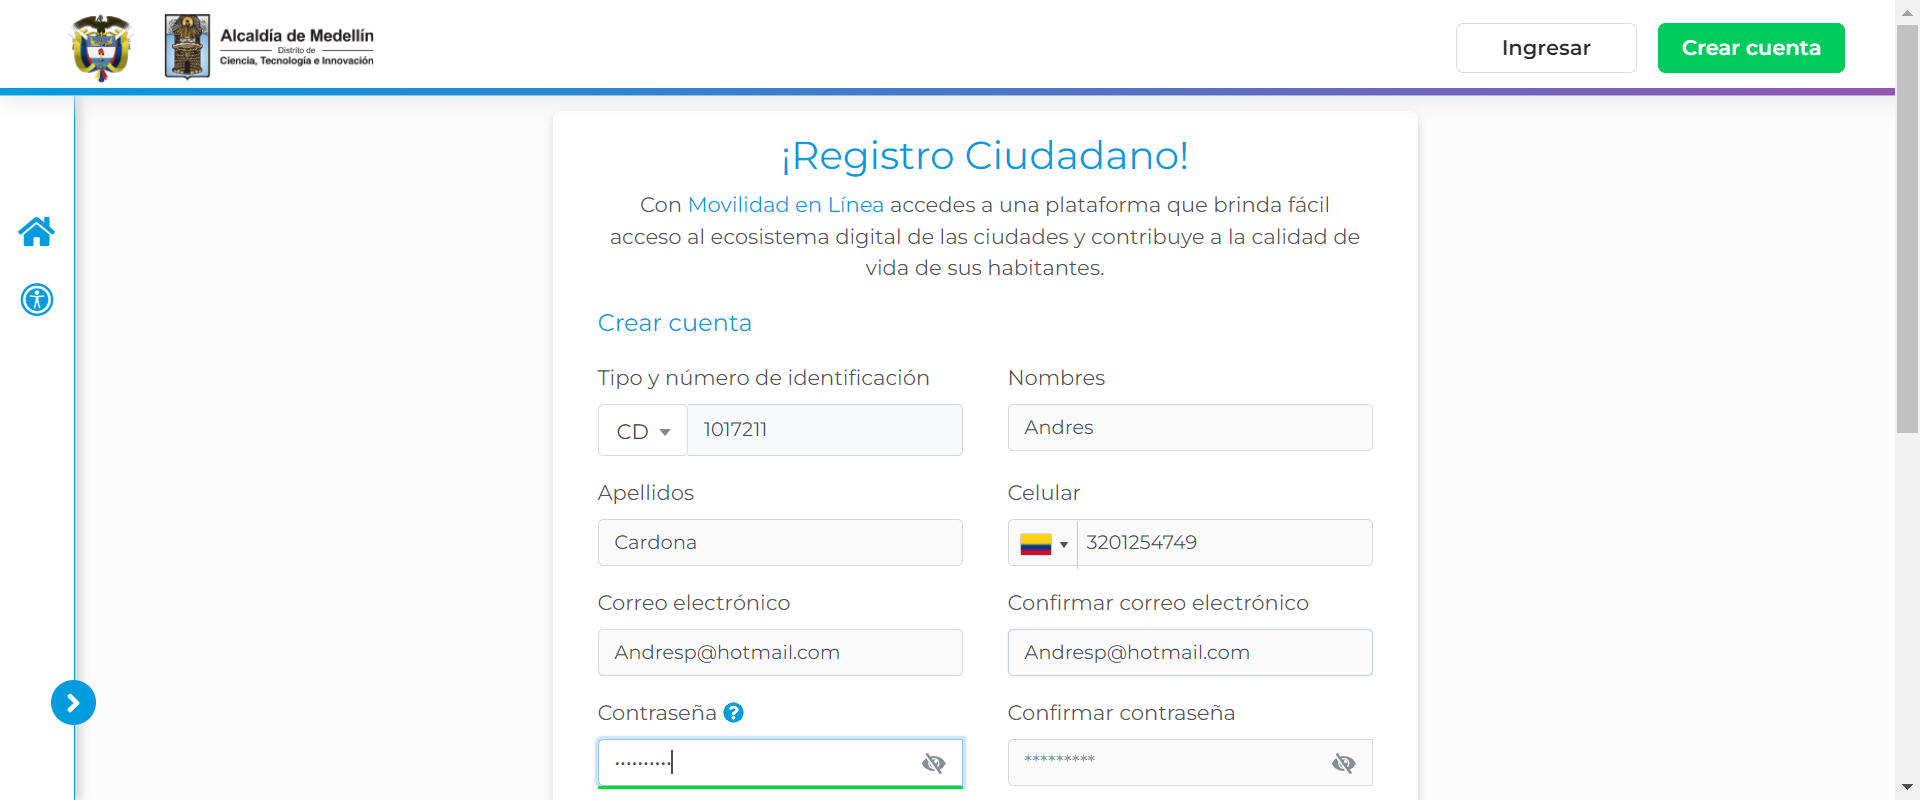 Alcaldía de Medellín
Distrito de
Ciencia, Tecnología e Innovación
Ingresar
Crear cuenta
¡Registro Ciudadano!
Con Movilidad en Línea accedes a una plataforma que brinda fácil
acceso al ecosistema digital de las ciudades y contribuye a la calidad de
vida de sus habitantes.
Crear cuenta
Tipo y número de identificación
Nombres
CD
1017211
Andres
Apellidos
Celular
Cardona
3201254749
Correo electrónico
Confirmar correo electrónico
Andresp@hotmail.com
Andresp@hotmail.com
Contraseña ?
Confirmar contraseña
••••••••••
*********